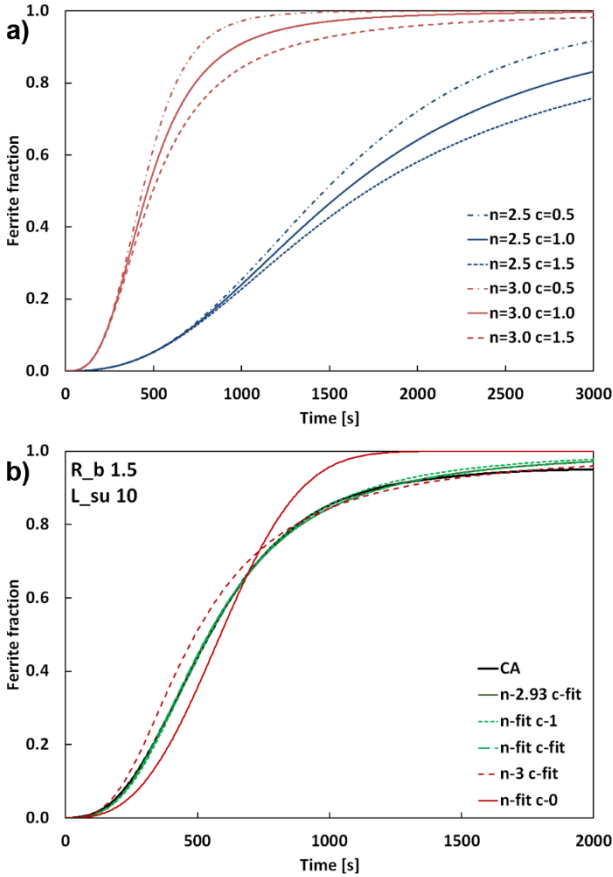 a)
1.0
0.8
0.6
0.4
0.2
0.0
Ferrite fraction
n=2.5 c=0.5
n=2.5 c=1.0
n=2.5 c=1.5
n=3.0 c=0.5
n=3.0 c=1.0
n=3.0 c=1.5
0 500 1000 1500 2000 2500 3000
Time [s]
b)
1.0
0.8
0.6
0.4
0.2
0.0
Ferrite fraction
R_b 1.5
L_su 10
CA
n-2.93 c-fit
n-fit c-1
n-fit c-fit
n-3 c-fit
n-fit c-0
0 500 1000 1500 2000
Time [s]